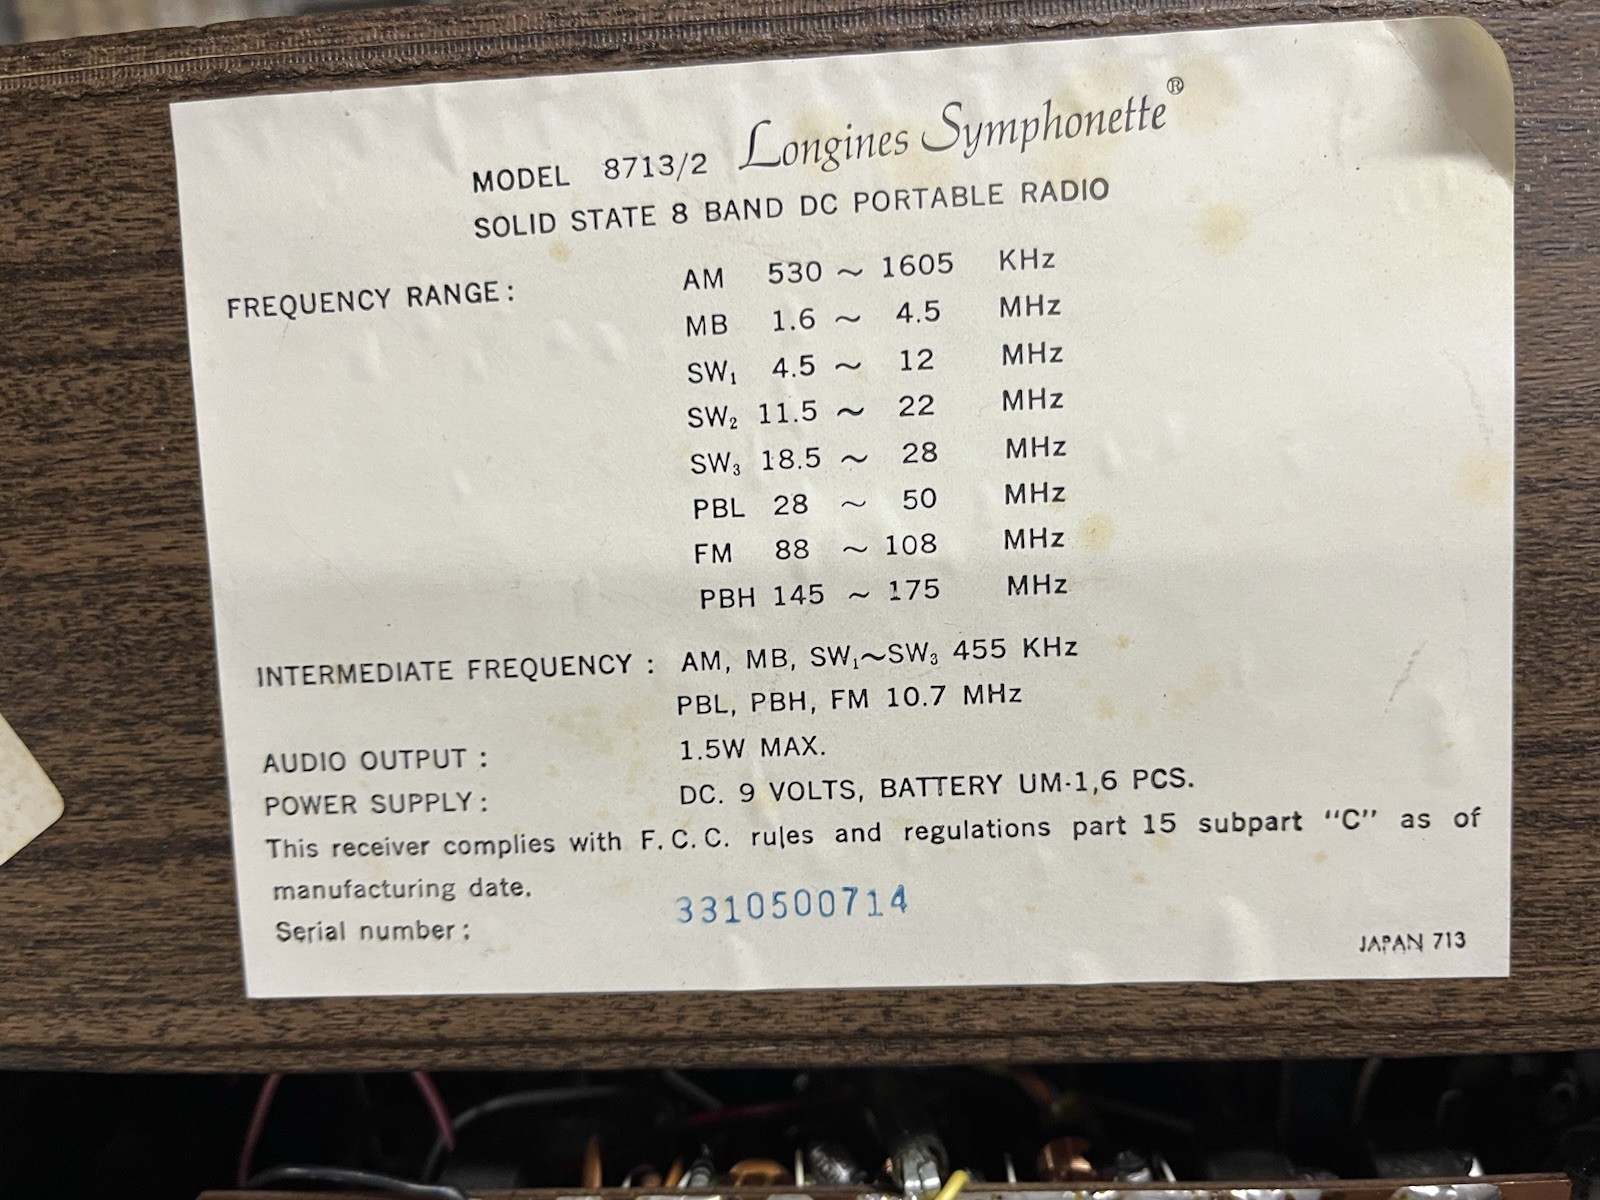 MODEL 8713/2 Longines Symphonette®
SOLID STATE 8 BAND DC PORTABLE RADIO
FREQUENCY RANGE: AM 530 ~ 1605 KHz
MB 1.6 ~ 4.5 MHz
SW₁ 4.5 ~ 12 MHz
SW₂ 11.5 ~ 22 MHz
SW₃ 18.5 ~ 28 MHz
PBL 28 ~ 50 MHz
FM 88 ~ 108 MHz
PBH 145 ~ 175 MHz
INTERMEDIATE FREQUENCY: AM, MB, SW₁~SW₃ 455 KHz
PBL, PBH, FM 10.7 MHz
AUDIO OUTPUT: 1.5W MAX.
POWER SUPPLY: DC. 9 VOLTS, BATTERY UM-1,6 PCS.
This receiver complies with F.C.C. rules and regulations part 15 subpart "C" as of
manufacturing date.
Serial number: 3310500714
JAPAN 713